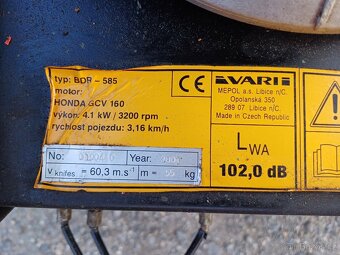 typ: BDR - 585
motor:
HONDA GCV 160
výkon: 4.1 kW / 3200 rpm
rychlost pojezdu: 3,16 km/h
No:
Year:
v knifes = 60,3 m.s⁻¹ m = 55 kg
CE
VARI
MEPOL a.s. Libice n/C.
Opolanská 350
289 07 Libice n/C.
Made in Czech Republic
LWA
102,0 dB